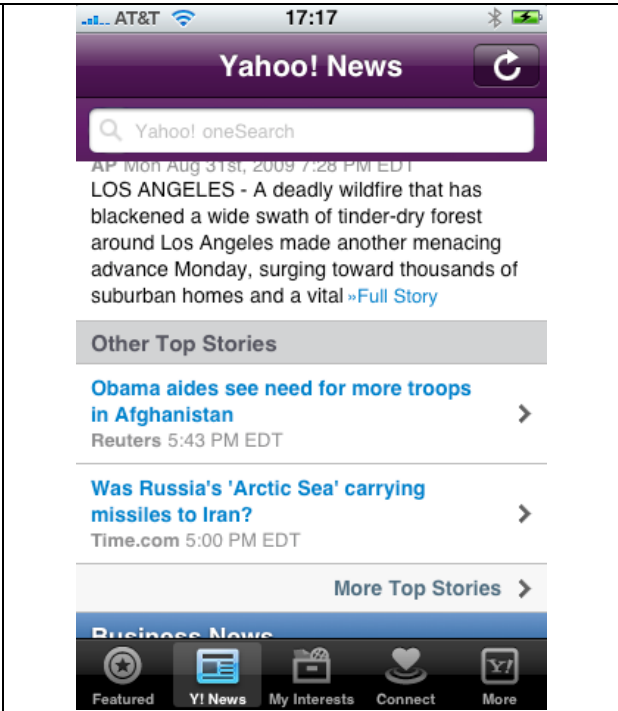 AT&T 17:17
Yahoo! News
Yahoo! oneSearch
AP Mon Aug 31st, 2009 7:28 PM EDT
LOS ANGELES - A deadly wildfire that has
blackened a wide swath of tinder-dry forest
around Los Angeles made another menacing
advance Monday, surging toward thousands of
suburban homes and a vital »Full Story
Other Top Stories
Obama aides see need for more troops
in Afghanistan
Reuters 5:43 PM EDT
Was Russia's 'Arctic Sea' carrying
missiles to Iran?
Time.com 5:00 PM EDT
More Top Stories
Business News
Featured Y! News My Interests Connect Y! More